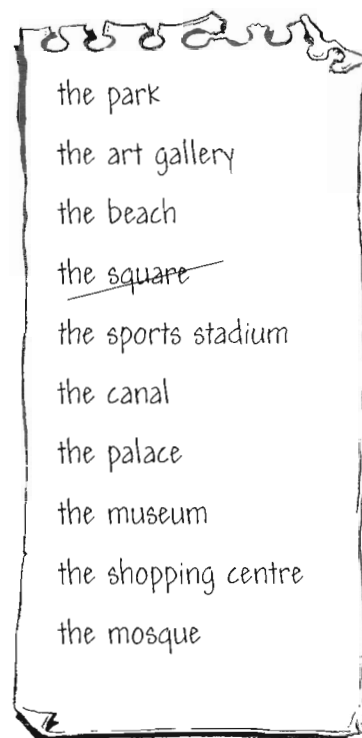 the park
the art gallery
the beach
the square
the sports stadium
the canal
the palace
the museum
the shopping centre
the mosque